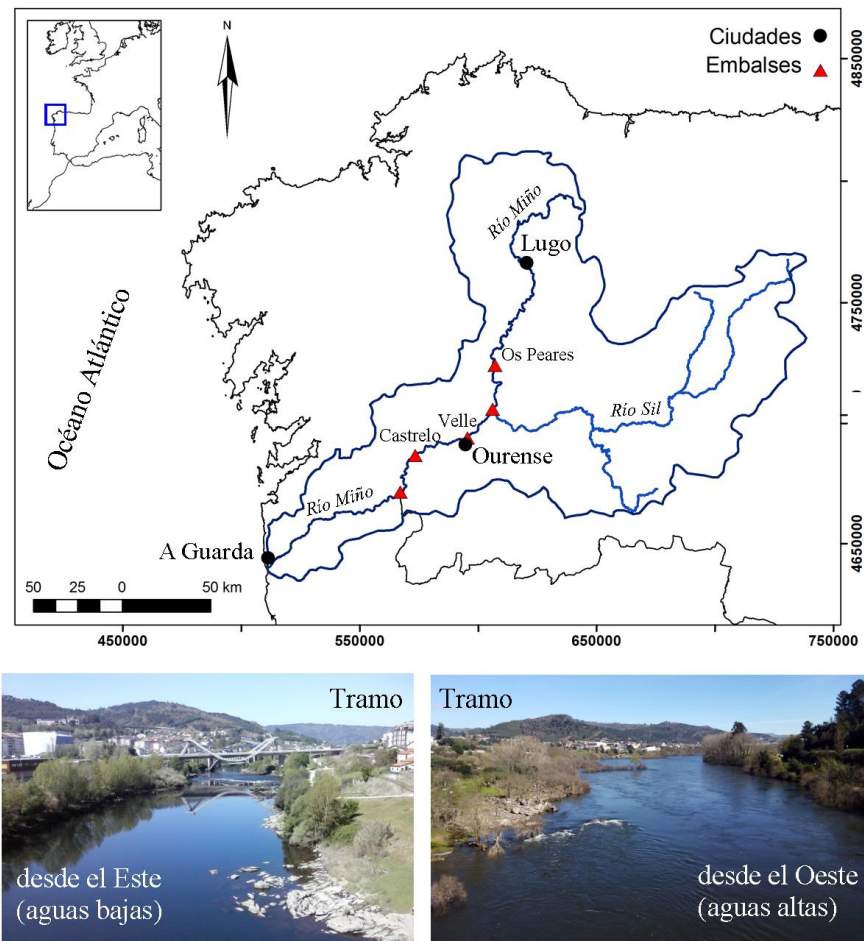 N
Ciudades
Embalses
4850000
Río Miño
Lugo
Océano Atlántico
4750000
Os Peares
Río Sil
Velle
Castrelo
Ourense
Río Miño
A Guarda
4650000
50 25 0 50 km
450000 550000 650000 750000
Tramo
desde el Este
(aguas bajas)
Tramo
desde el Oeste
(aguas altas)